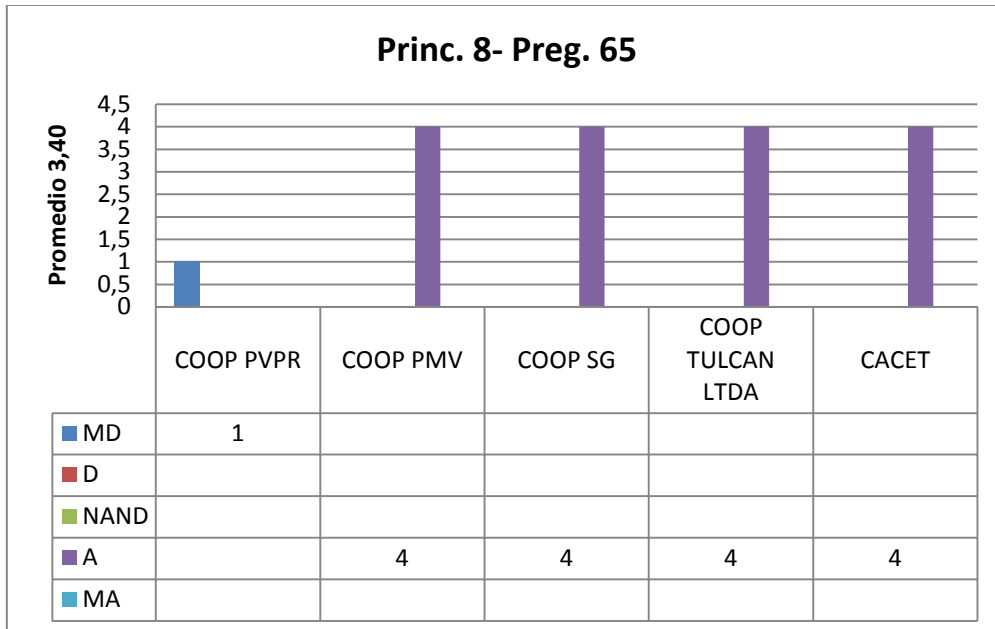 Princ. 8- Preg. 65
Promedio 3,40
4,5
4
3,5
3
2,5
2
1,5
1
0,5
0
COOP PVPR COOP PMV COOP SG COOP TULCAN LTDA CACET
MD 1
D
NAND
A 4 4 4 4
MA